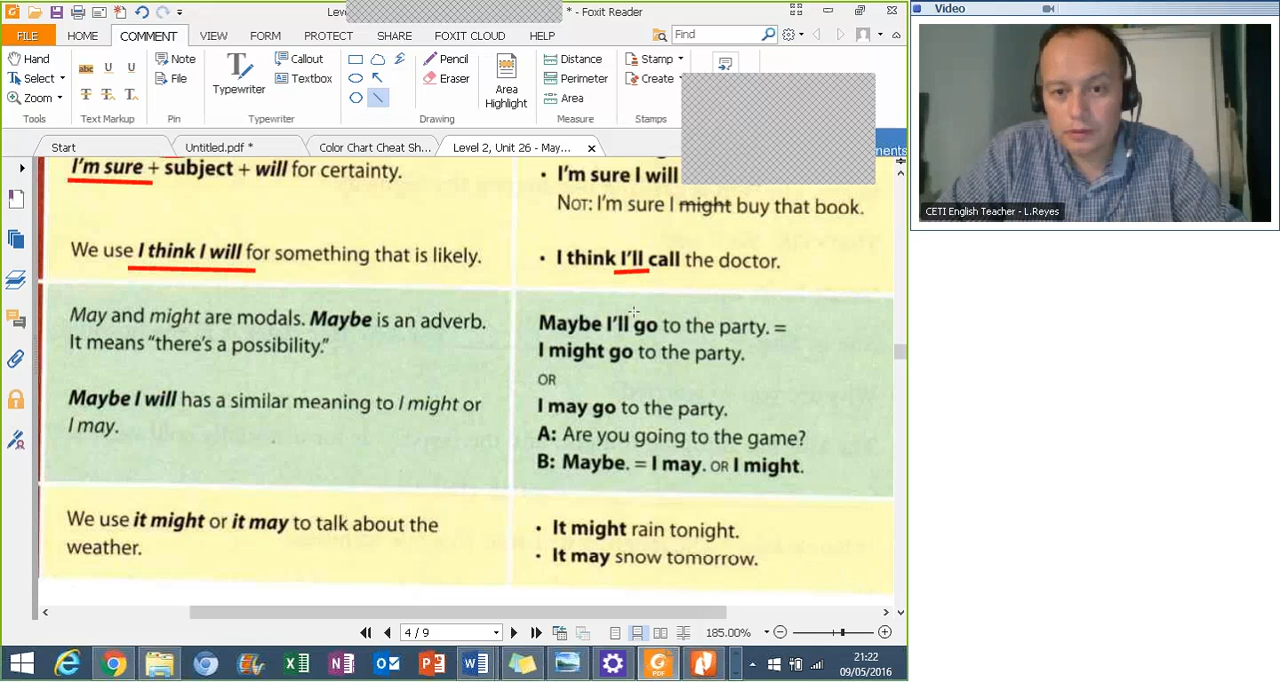 Leve
* - Foxit Reader
Video
FILE HOME COMMENT VIEW FORM PROTECT SHARE FOXIT CLOUD HELP
Find
Hand
Select
Zoom
Tools
abc U U
T T T
Text Markup
Note
File
Pin
Typewriter
Callout
Textbox
Typewriter
Pencil
Eraser
Drawing
Area
Highlight
Distance
Perimeter
Area
Measure
Stamp
Create
Stamps
ments
Start
Untitled.pdf *
Color Chart Cheat Sh...
Level 2, Unit 26 - May...
CETI English Teacher - L.Reyes
I'm sure + subject + will for certainty.
• I'm sure I will
NOT: I'm sure I might buy that book.
We use I think I will for something that is likely.
• I think I'll call the doctor.
May and might are modals. Maybe is an adverb.
It means "there's a possibility."
Maybe I will has a similar meaning to I might or
I may.
Maybe I'll go to the party. =
I might go to the party.
OR
I may go to the party.
A: Are you going to the game?
B: Maybe. = I may. OR I might.
We use it might or it may to talk about the
weather.
• It might rain tonight.
• It may snow tomorrow.
4 / 9
185.00%
21:22
09/05/2016